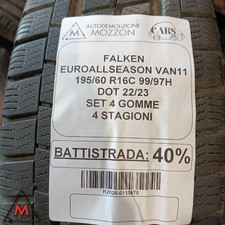 AUTODEMOLIZIONE
MOZZON
CARS
FALKEN
EUROALLSEASON VAN11
195/60 R16C 99/97H
DOT 22/23
SET 4 GOMME
4 STAGIONI
BATTISTRADA: 40%